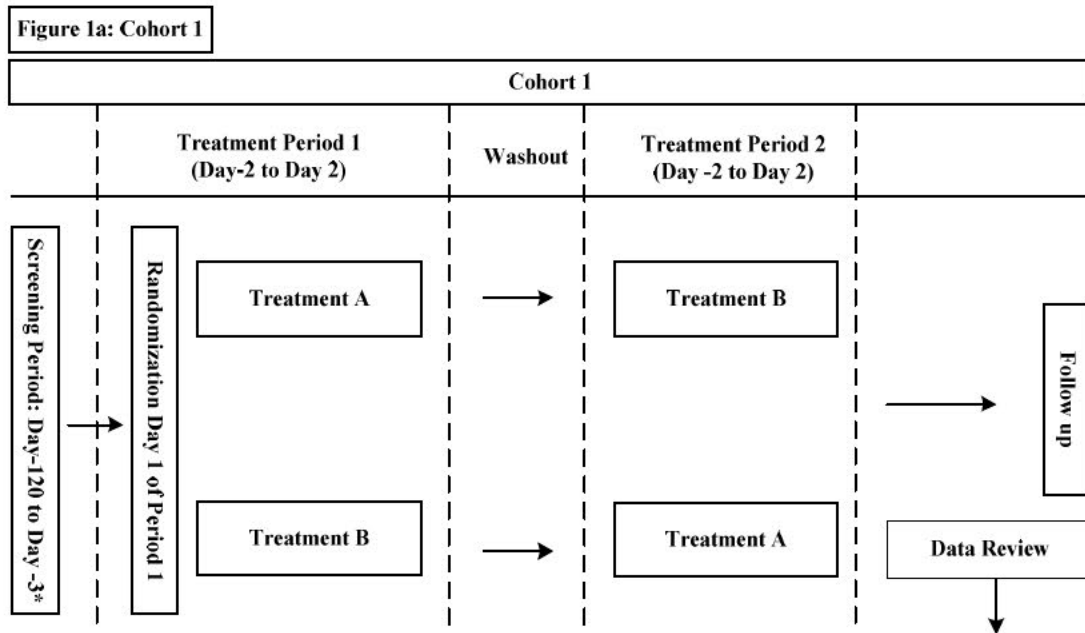 Figure 1a: Cohort 1
Cohort 1
Treatment Period 1
(Day-2 to Day 2)
Washout
Treatment Period 2
(Day -2 to Day 2)
Screening Period: Day-120 to Day -3*
Randomization Day 1 of Period 1
Treatment A
Treatment B
Follow up
Treatment B
Treatment A
Data Review